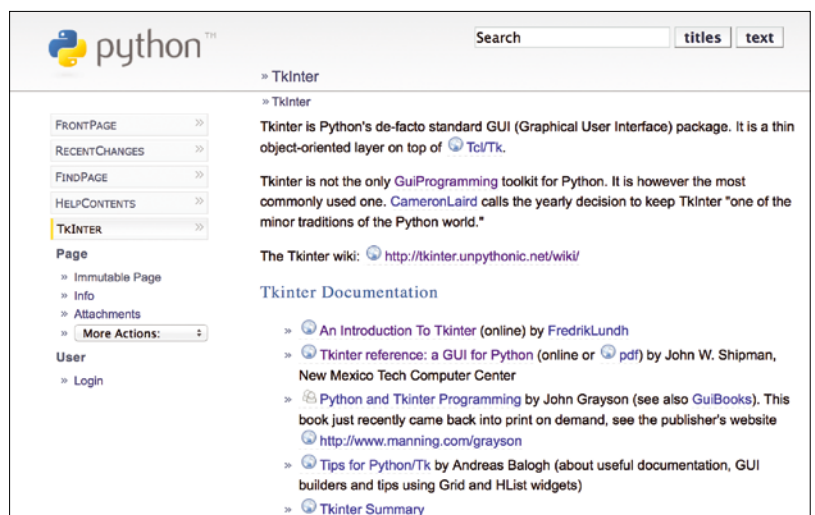 python™
Search
titles
text
» TkInter
» TkInter
FRONTPAGE »
RECENTCHANGES »
FINDPAGE »
HELPCONTENTS »
TKINTER »
Page
» Immutable Page
» Info
» Attachments
» More Actions:
User
» Login
Tkinter is Python's de-facto standard GUI (Graphical User Interface) package. It is a thin
object-oriented layer on top of Tcl/Tk.
Tkinter is not the only GuiProgramming toolkit for Python. It is however the most
commonly used one. CameronLaird calls the yearly decision to keep TkInter "one of the
minor traditions of the Python world."
The Tkinter wiki: http://tkinter.unpythonic.net/wiki/
Tkinter Documentation
» An Introduction To Tkinter (online) by FredrikLundh
» Tkinter reference: a GUI for Python (online or pdf) by John W. Shipman,
New Mexico Tech Computer Center
» Python and Tkinter Programming by John Grayson (see also GuiBooks). This
book just recently came back into print on demand, see the publisher's website
http://www.manning.com/grayson
» Tips for Python/Tk by Andreas Balogh (about useful documentation, GUI
builders and tips using Grid and HList widgets)
» Tkinter Summary